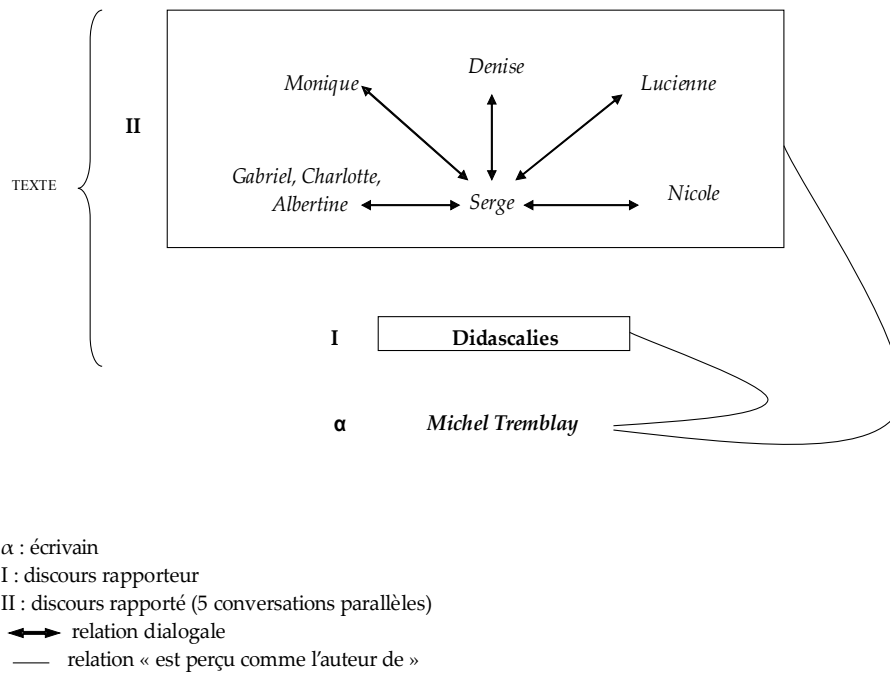 Denise
Monique
Lucienne
II
TEXTE
Gabriel, Charlotte,
Albertine
Serge
Nicole
I
Didascalies
α
Michel Tremblay
α : écrivain
I : discours rapporteur
II : discours rapporté (5 conversations parallèles)
relation dialogale
relation « est perçu comme l’auteur de »